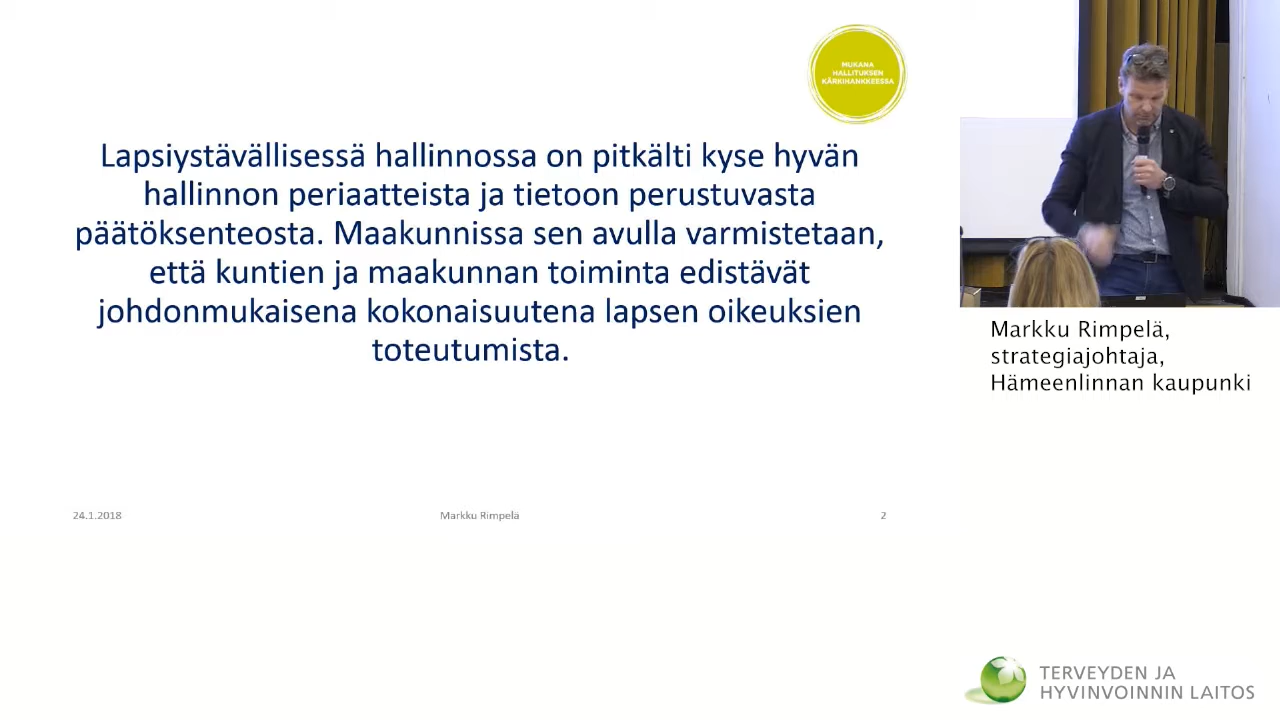 MUKANA
HALLITUKSEN
KÄRKIHANKKEESSA
Lapsiystävällisessä hallinnossa on pitkälti kyse hyvän
hallinnon periaatteista ja tietoon perustuvasta
päätöksenteosta. Maakunnissa sen avulla varmistetaan,
että kuntien ja maakunnan toiminta edistävät
johdonmukaisena kokonaisuutena lapsen oikeuksien
toteutumista.
24.1.2018
Markku Rimpelä
2
Markku Rimpelä,
strategiajohtaja,
Hämeenlinnan kaupunki
TERVEYDEN JA
HYVINVOINNIN LAITOS